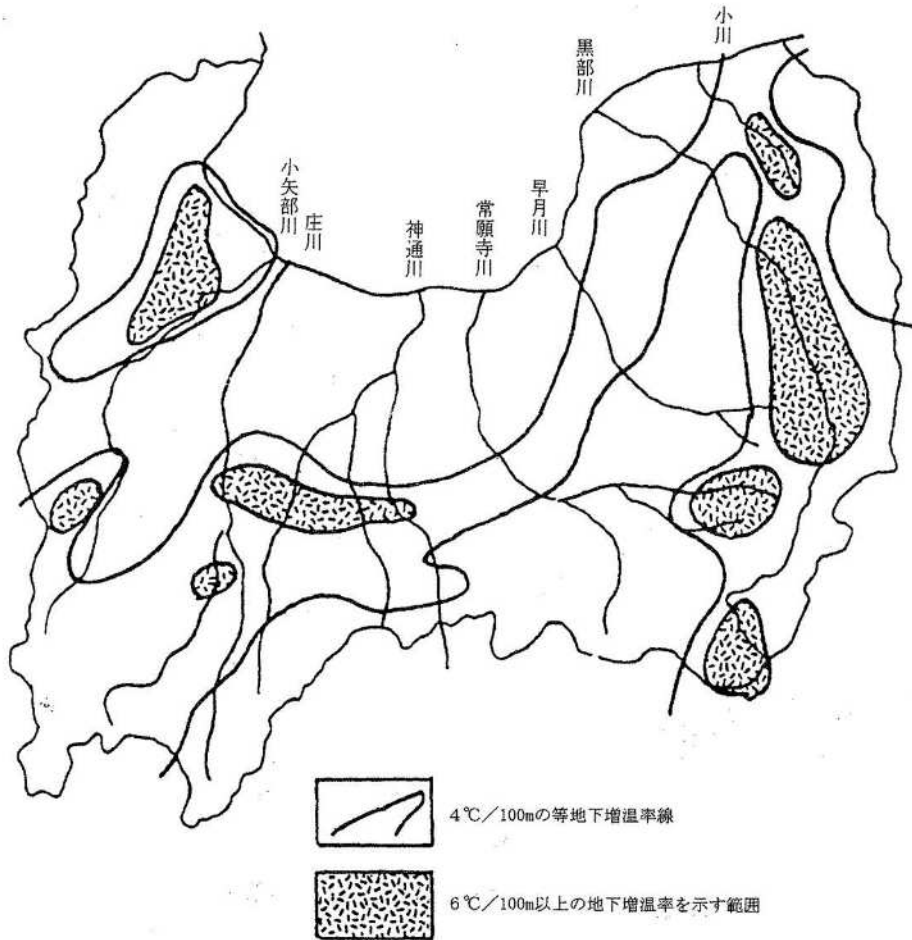 小川
黒部川
早月川
常願寺川
神通川
庄川
小矢部川
4℃/100mの等地下増温率線
6℃/100m以上の地下増温率を示す範囲